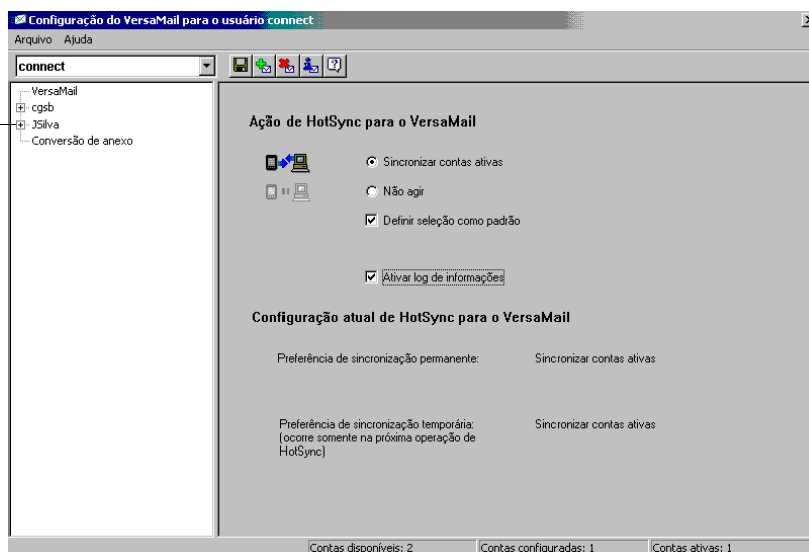 Configuração do VersaMail para o usuário connect
Arquivo Ajuda
connect
VersaMail
cgsb
JSilva
Conversão de anexo
Ação de HotSync para o VersaMail
Sincronizar contas ativas
Não agir
Definir seleção como padrão
Ativar log de informações
Configuração atual de HotSync para o VersaMail
Preferência de sincronização permanente: Sincronizar contas ativas
Preferência de sincronização temporária: Sincronizar contas ativas
(ocorre somente na próxima operação de
HotSync)
Contas disponíveis: 2 Contas configuradas: 1 Contas ativas: 1